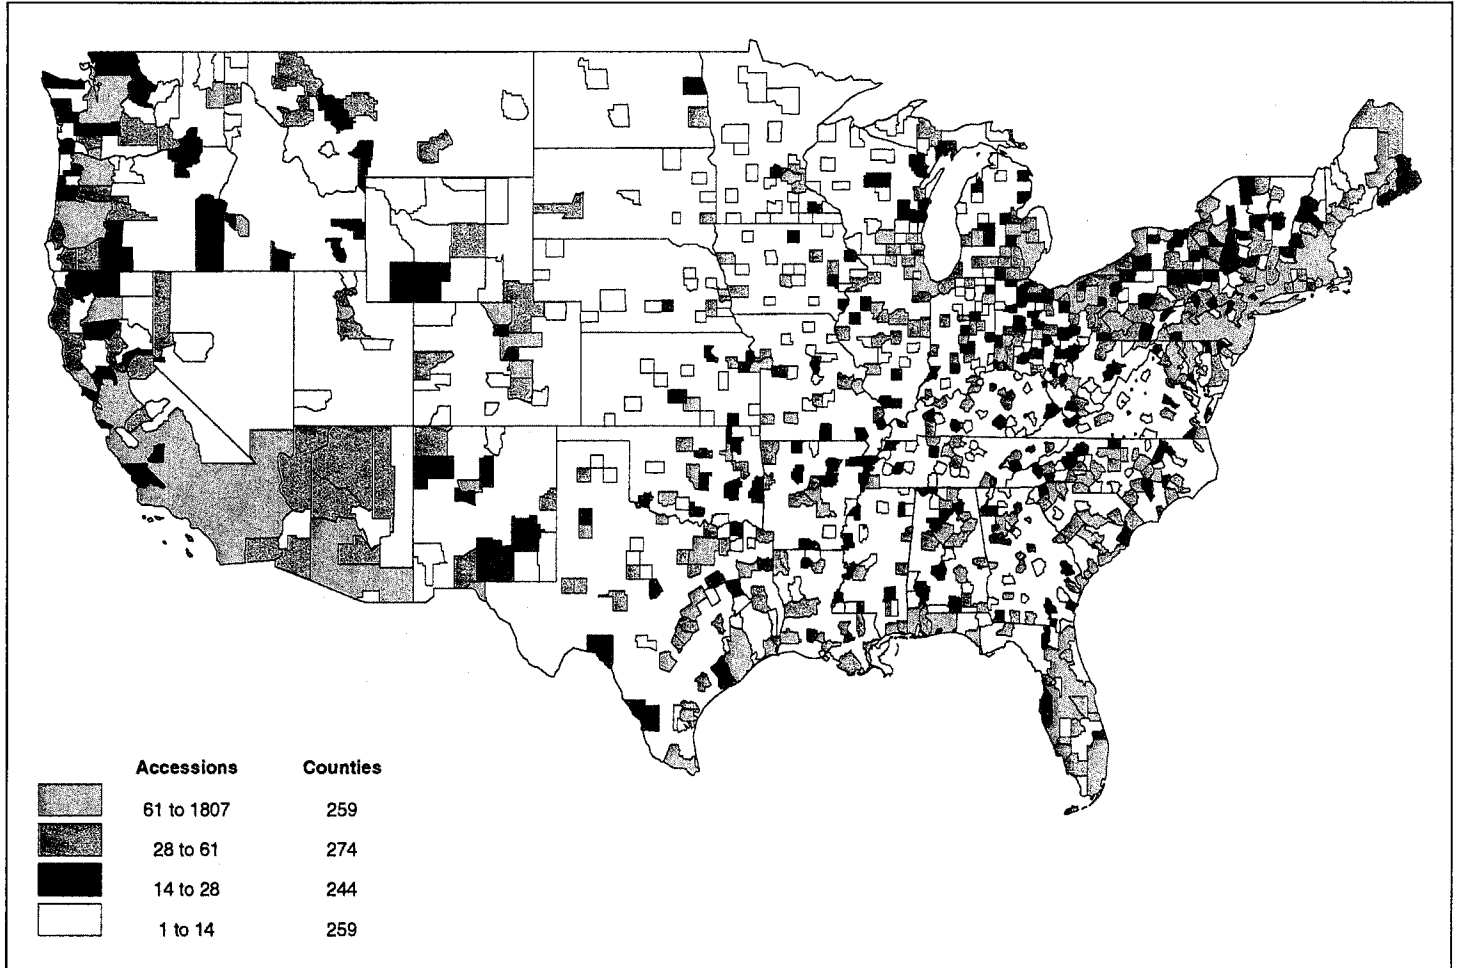 Accessions Counties
61 to 1807 259
28 to 61 274
14 to 28 244
1 to 14 259